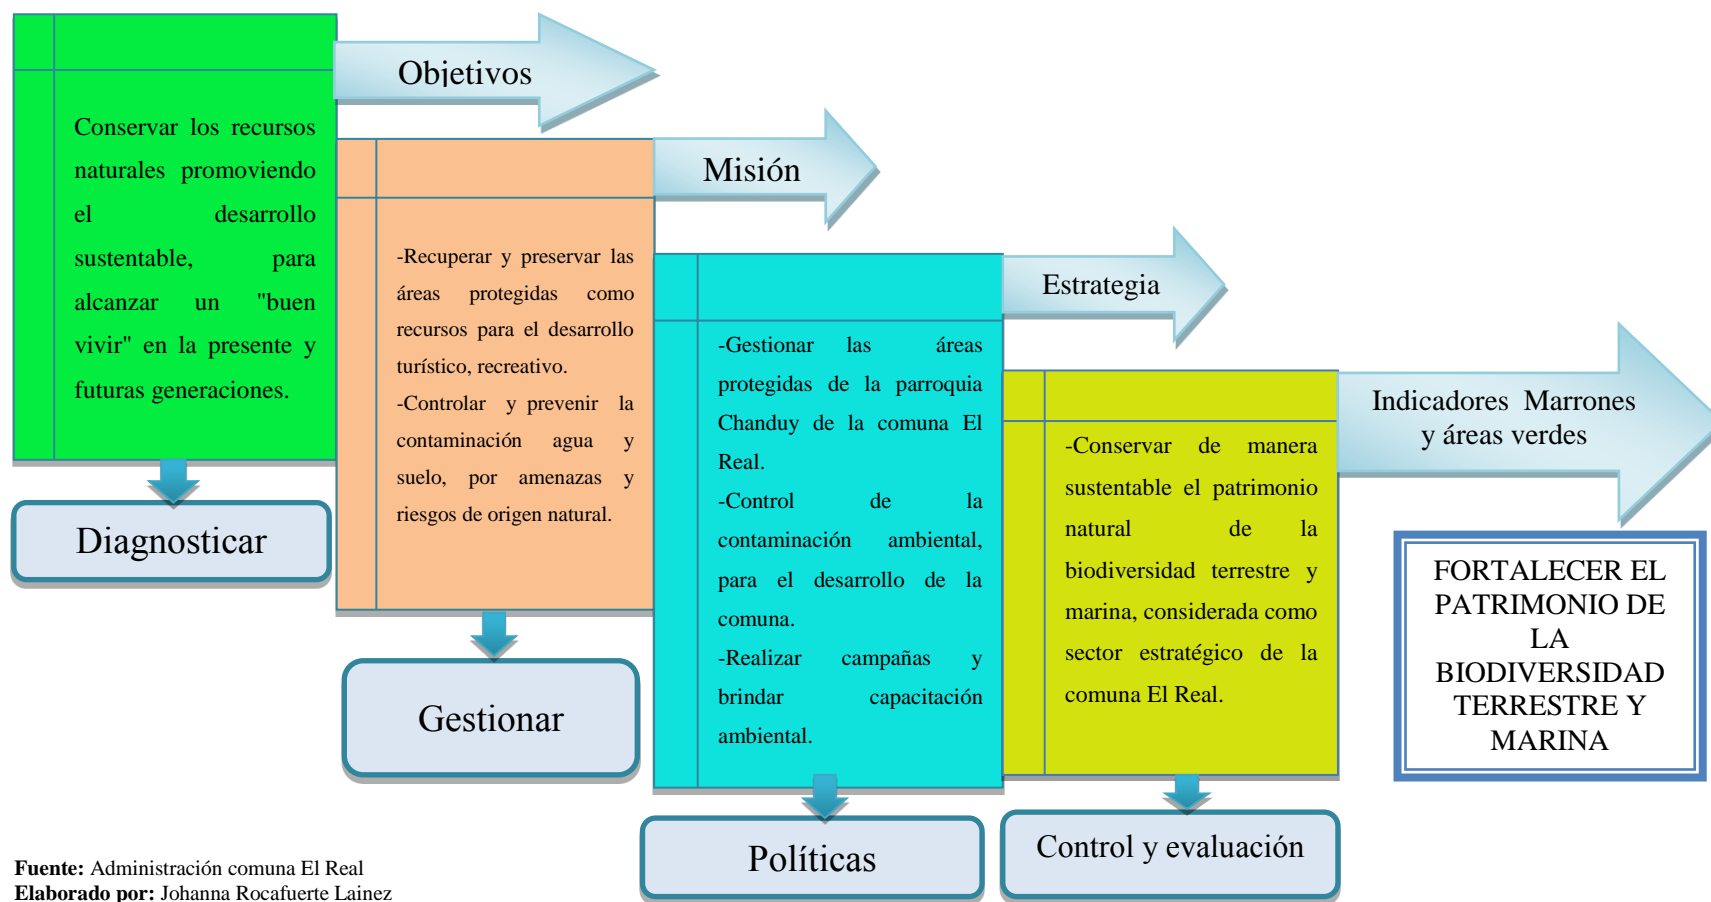 Objetivos
Conservar los recursos
naturales promoviendo
el desarrollo
sustentable, para
alcanzar un "buen
vivir" en la presente y
futuras generaciones.
Diagnosticar
Misión
-Recuperar y preservar las
áreas protegidas como
recursos para el desarrollo
turístico, recreativo.
-Controlar y prevenir la
contaminación agua y
suelo, por amenazas y
riesgos de origen natural.
Gestionar
Estrategia
-Gestionar las áreas
protegidas de la parroquia
Chanduy de la comuna El
Real.
-Control de la
contaminación ambiental,
para el desarrollo de la
comuna.
-Realizar campañas y
brindar capacitación
ambiental.
Políticas
Indicadores Marrones
y áreas verdes
-Conservar de manera
sustentable el patrimonio
natural de la
biodiversidad terrestre y
marina, considerada como
sector estratégico de la
comuna El Real.
Control y evaluación
FORTALECER EL
PATRIMONIO DE
LA
BIODIVERSIDAD
TERRESTRE Y
MARINA
Fuente: Administración comuna El Real
Elaborado por: Johanna Rocafuerte Lainez